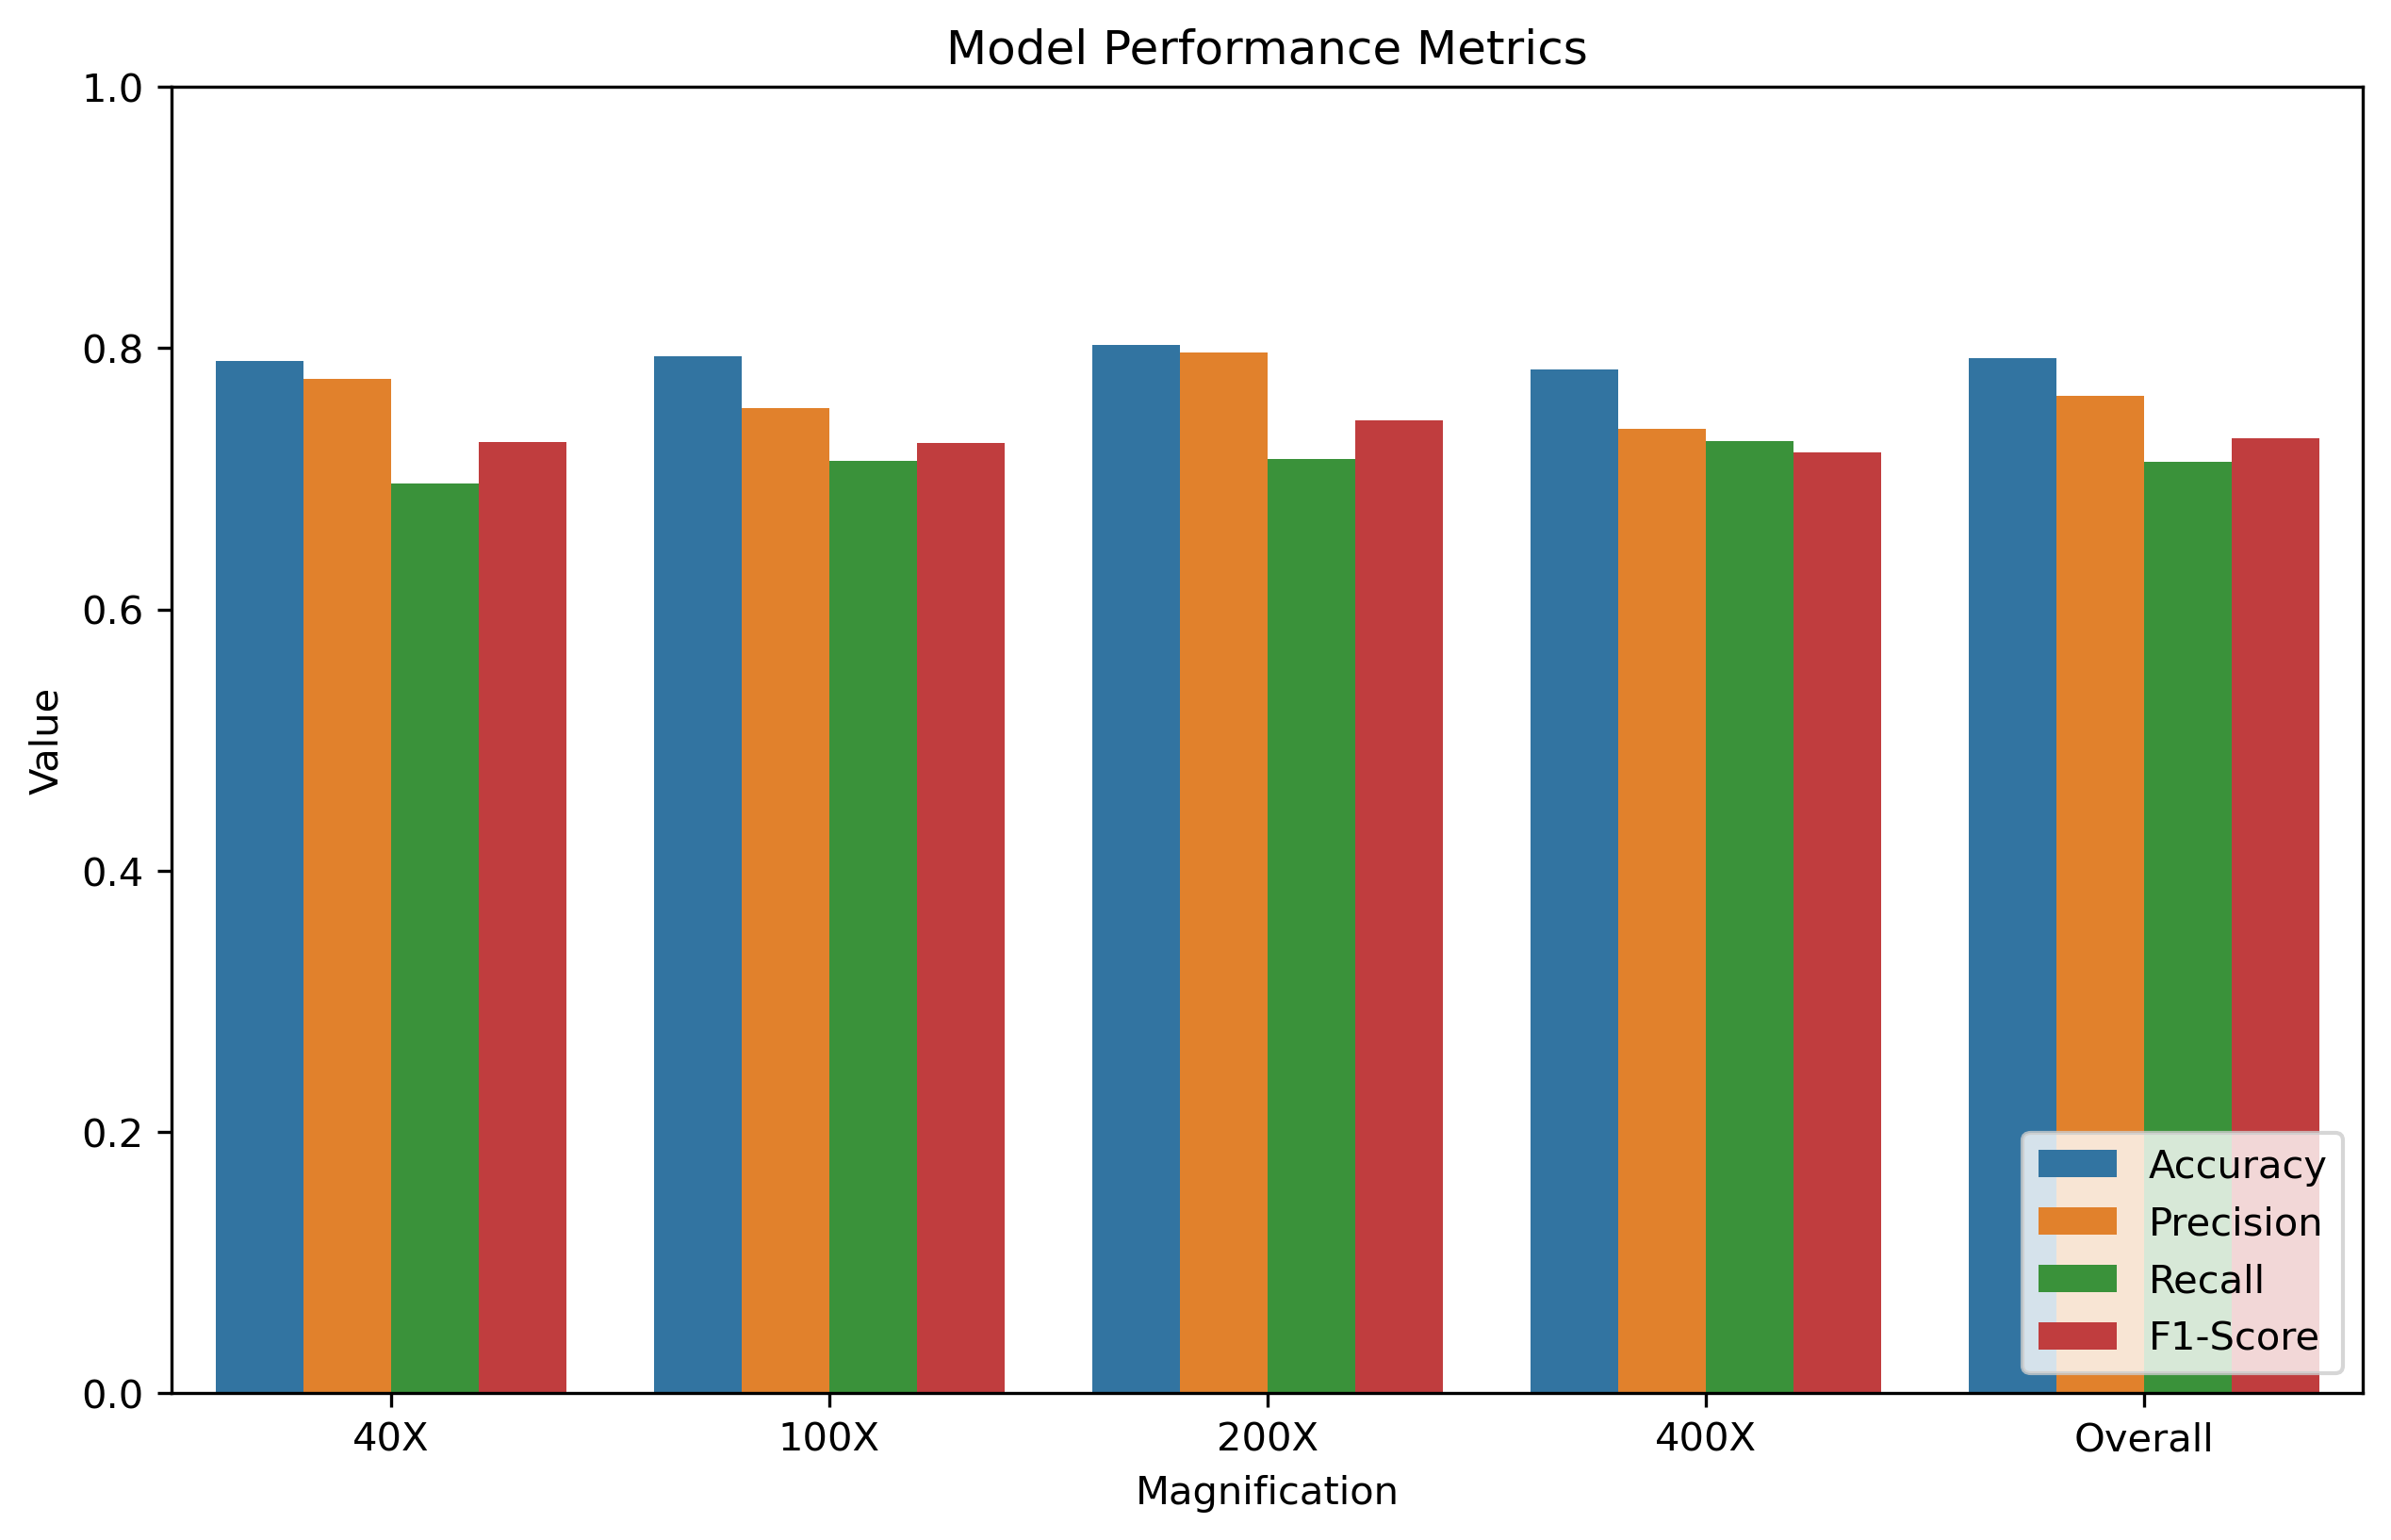 Model Performance Metrics
1.0
0.8
0.6
0.4
0.2
0.0
Value
40X 100X 200X 400X Overall
Magnification
Accuracy
Precision
Recall
F1-Score